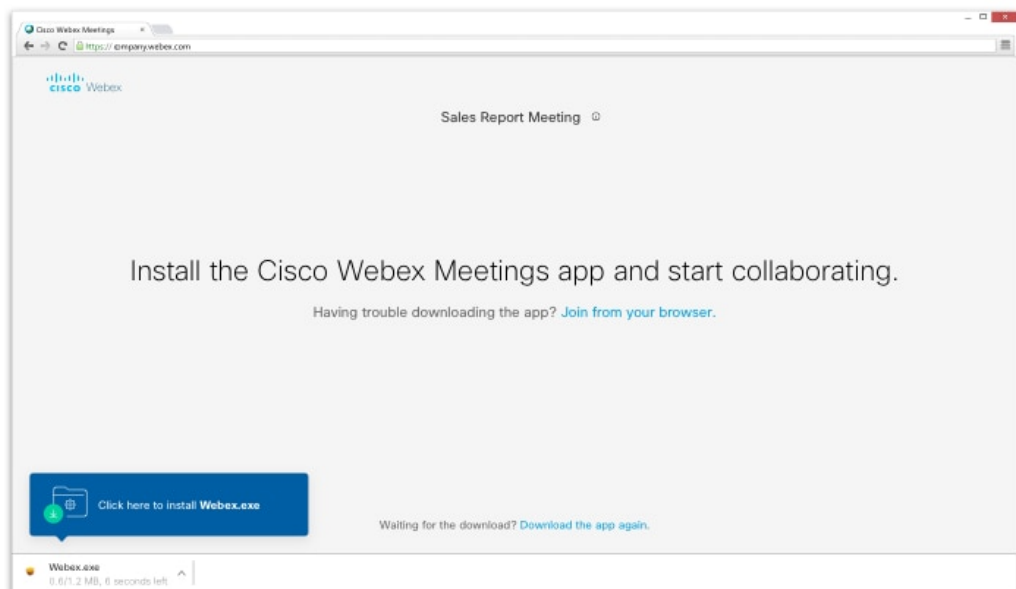 Cisco Webex Meetings
https:// company.webex.com
CISCO Webex
Sales Report Meeting
Install the Cisco Webex Meetings app and start collaborating.
Having trouble downloading the app? Join from your browser.
Click here to install Webex.exe
Waiting for the download? Download the app again.
Webex.exe
0.6/1.2 MB, 6 seconds left